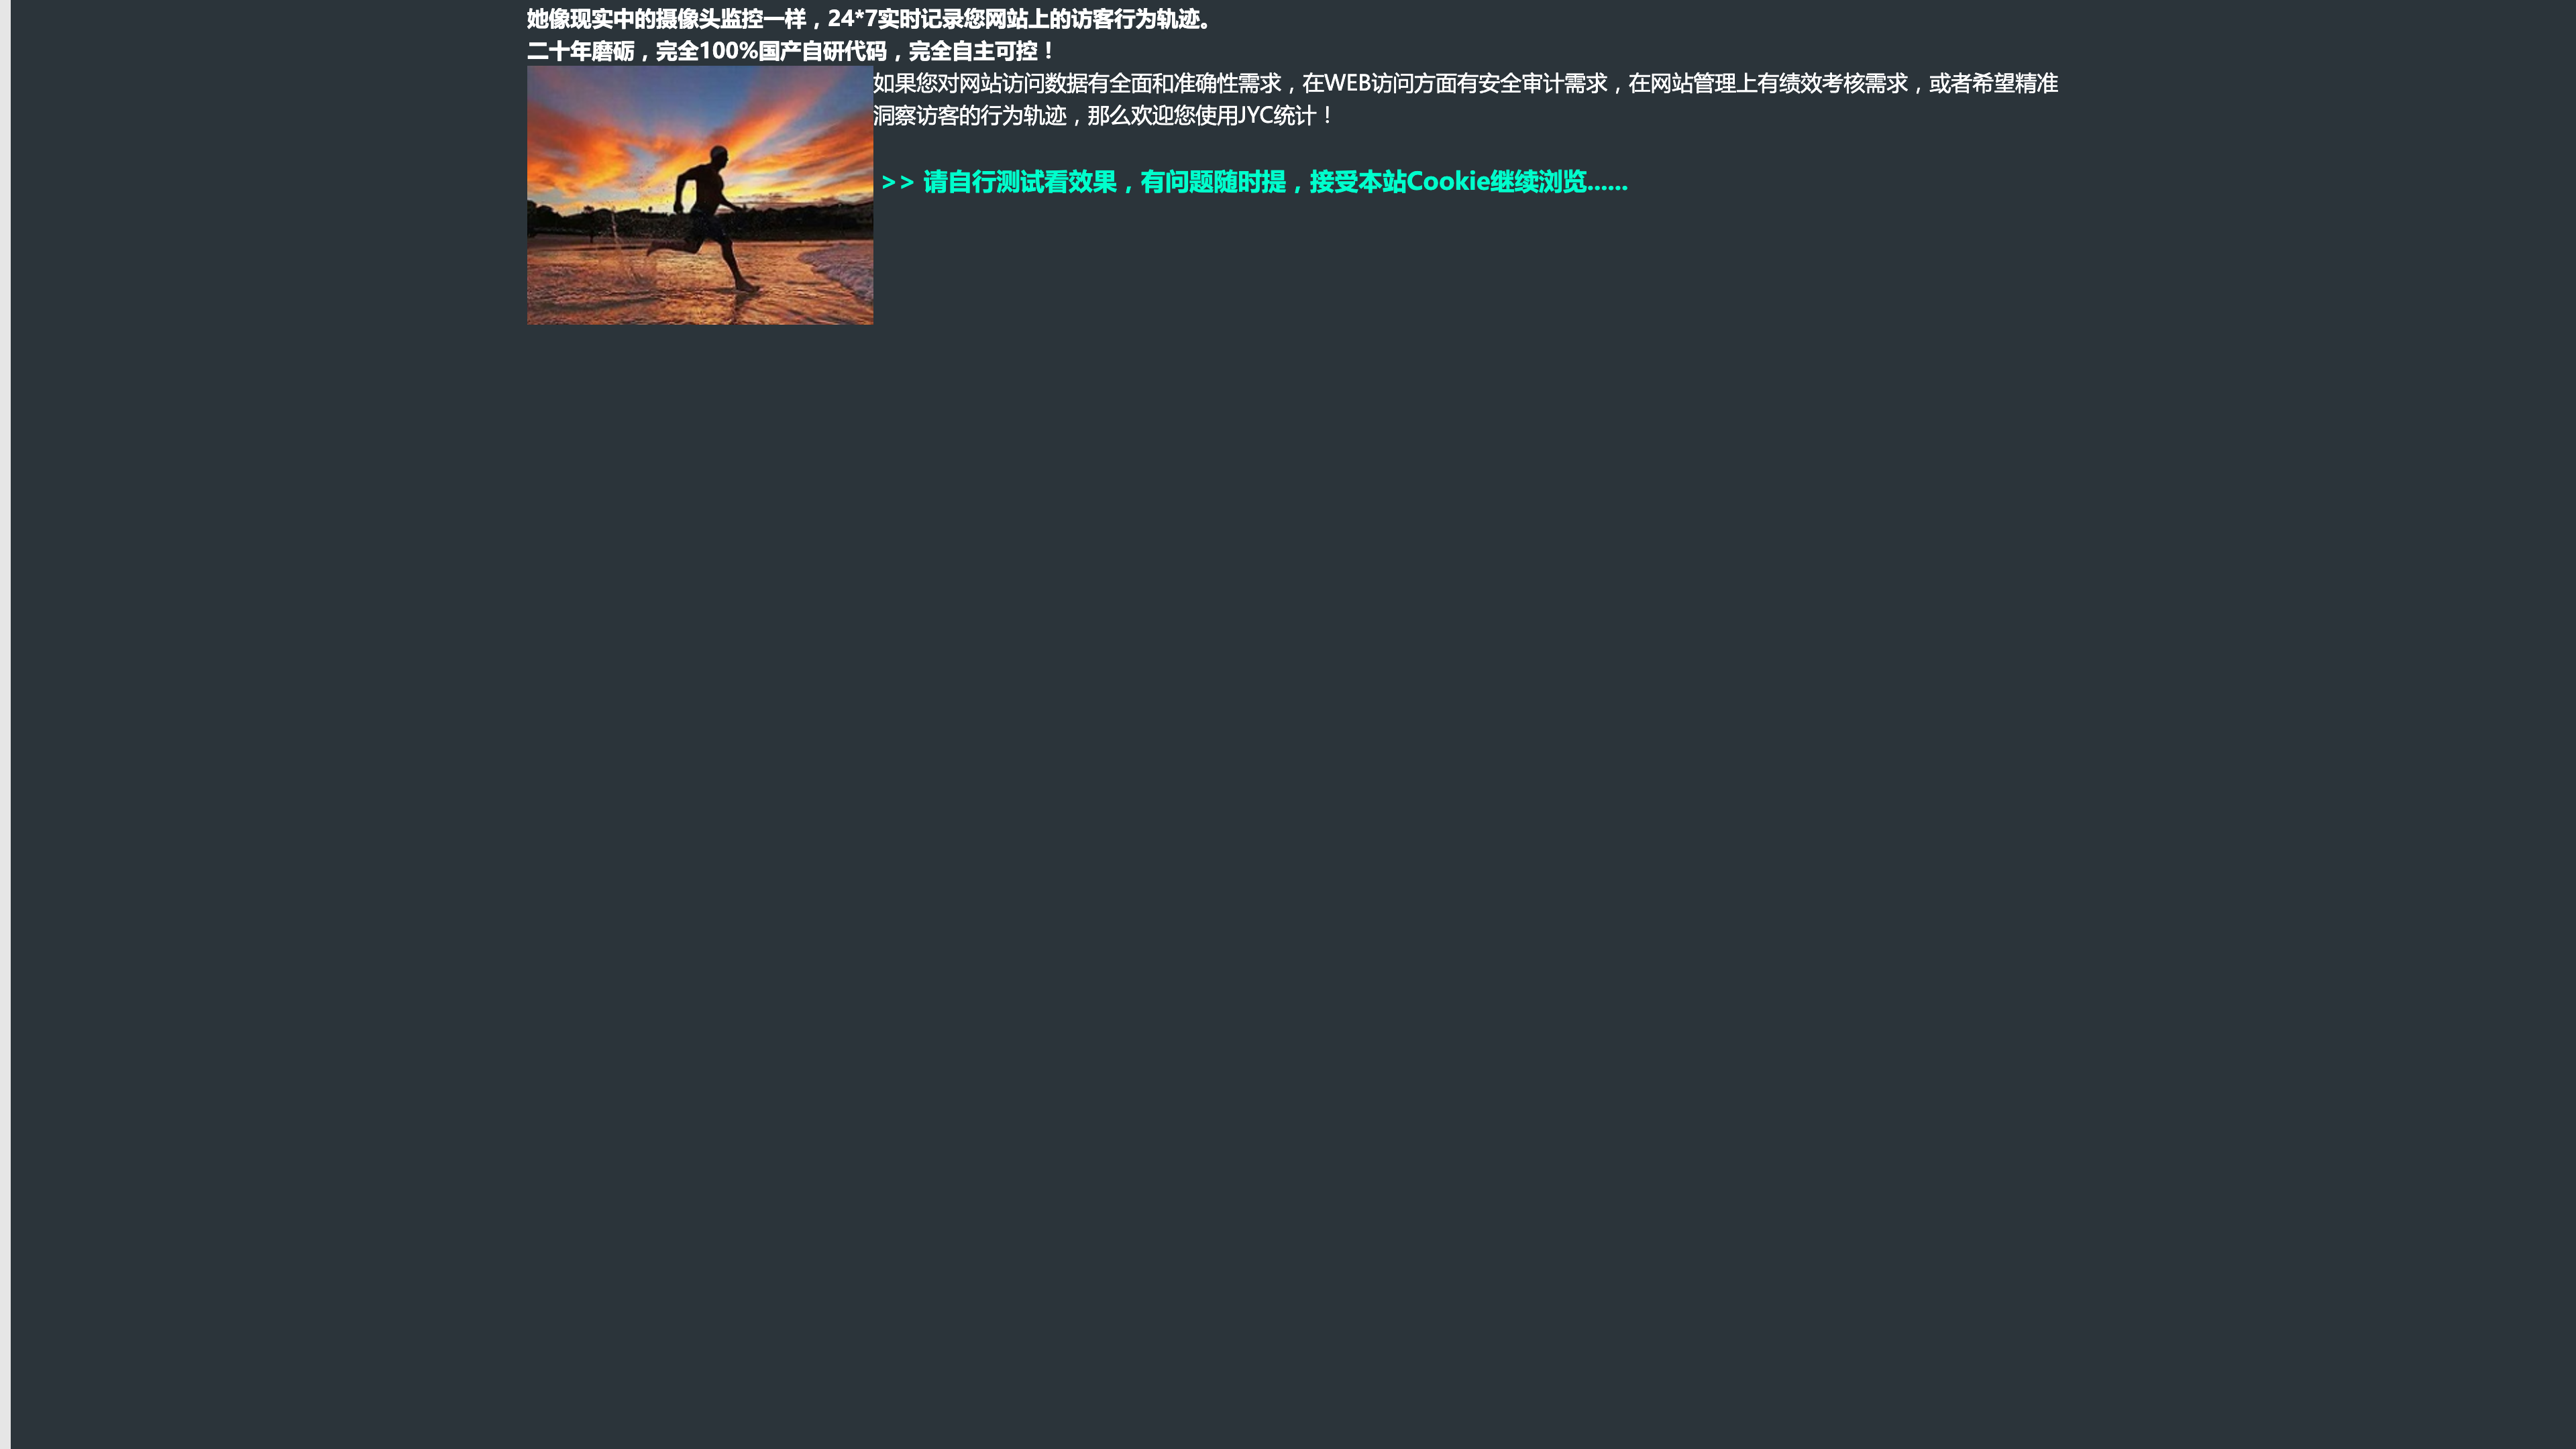 她像现实中的摄像头监控一样，24*7实时记录您网站上的访客行为轨迹。
二十年磨砺，完全100%国产自研代码，完全自主可控！
如果您对网站访问数据有全面和准确性需求，在WEB访问方面有安全审计需求，在网站管理上有绩效考核需求，或者希望精准
洞察访客的行为轨迹，那么欢迎您使用JYC统计！
>> 请自行测试看效果，有问题随时提，接受本站Cookie继续浏览......